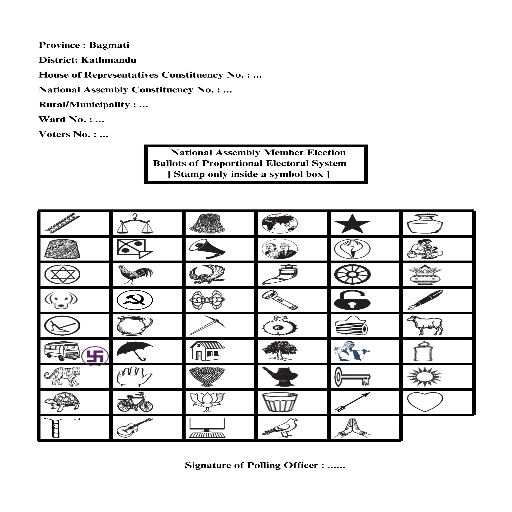 Province : Bagmati
District: Kathmandu
House of Representatives Constituency No. : ...
National Assembly Constituency No. : ...
Rural/Municipality : ...
Ward No. : ...
Voters No. : ...
National Assembly Member Election
Ballots of Proportional Electoral System
[ Stamp only inside a symbol box ]
Signature of Polling Officer : ......